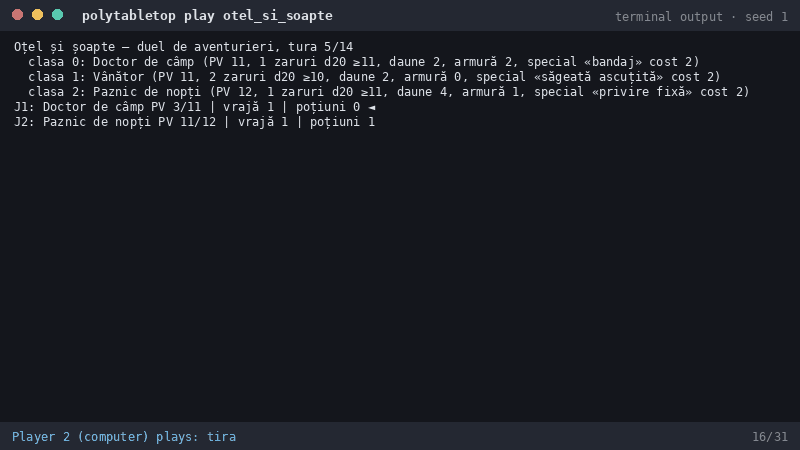 polytabletop play otel_si_soapte
terminal output · seed 1
Oțel și șoapte — duel de aventurieri, tura 5/14
clasa 0: Doctor de câmp (PV 11, 1 zaruri d20 ≥11, daune 2, armură 2, special «bandaj» cost 2)
clasa 1: Vânător (PV 11, 2 zaruri d20 ≥10, daune 2, armură 0, special «săgeată ascuțită» cost 2)
clasa 2: Paznic de nopți (PV 12, 1 zaruri d20 ≥11, daune 4, armură 1, special «privire fixă» cost 2)
J1: Doctor de câmp PV 3/11 | vrajă 1 | poțiuni 0 ◄
J2: Paznic de nopți PV 11/12 | vrajă 1 | poțiuni 1
Player 2 (computer) plays: tira
16/31